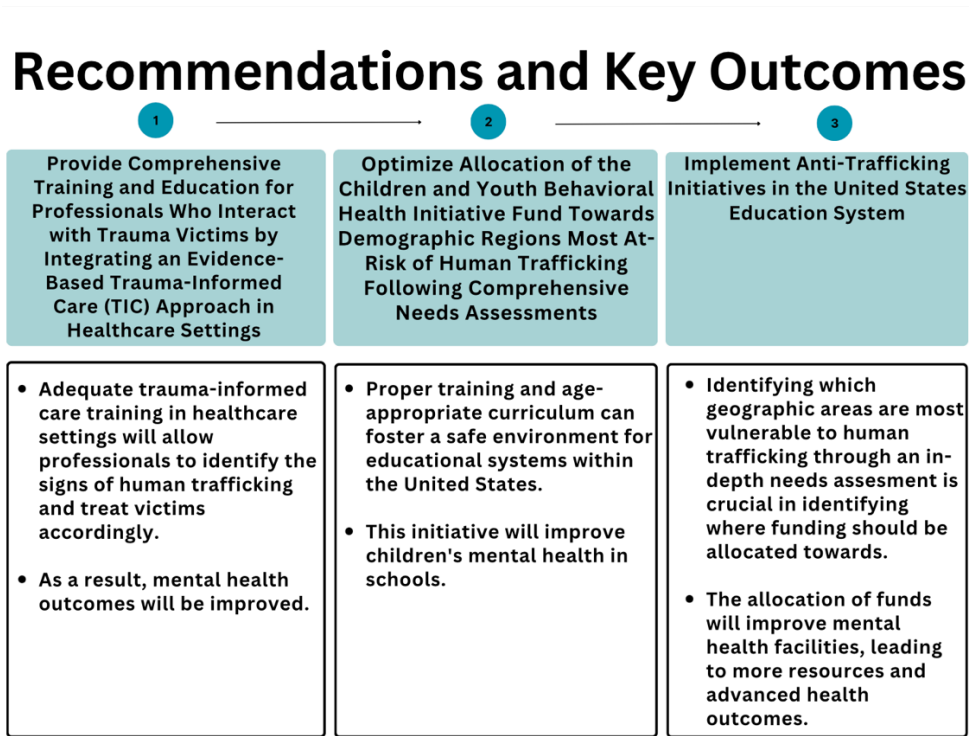 Recommendations and Key Outcomes
1
2
3
Provide Comprehensive
Training and Education for
Professionals Who Interact
with Trauma Victims by
Integrating an Evidence-
Based Trauma-Informed
Care (TIC) Approach in
Healthcare Settings
Optimize Allocation of the
Children and Youth Behavioral
Health Initiative Fund Towards
Demographic Regions Most At-
Risk of Human Trafficking
Following Comprehensive
Needs Assessments
Implement Anti-Trafficking
Initiatives in the United States
Education System
• Adequate trauma-informed
care training in healthcare
settings will allow
professionals to identify the
signs of human trafficking
and treat victims
accordingly.
• As a result, mental health
outcomes will be improved.
• Proper training and age-
appropriate curriculum can
foster a safe environment for
educational systems within
the United States.
• This initiative will improve
children's mental health in
schools.
• Identifying which
geographic areas are most
vulnerable to human
trafficking through an in-
depth needs assesment is
crucial in identifying
where funding should be
allocated towards.
• The allocation of funds
will improve mental
health facilities, leading
to more resources and
advanced health
outcomes.